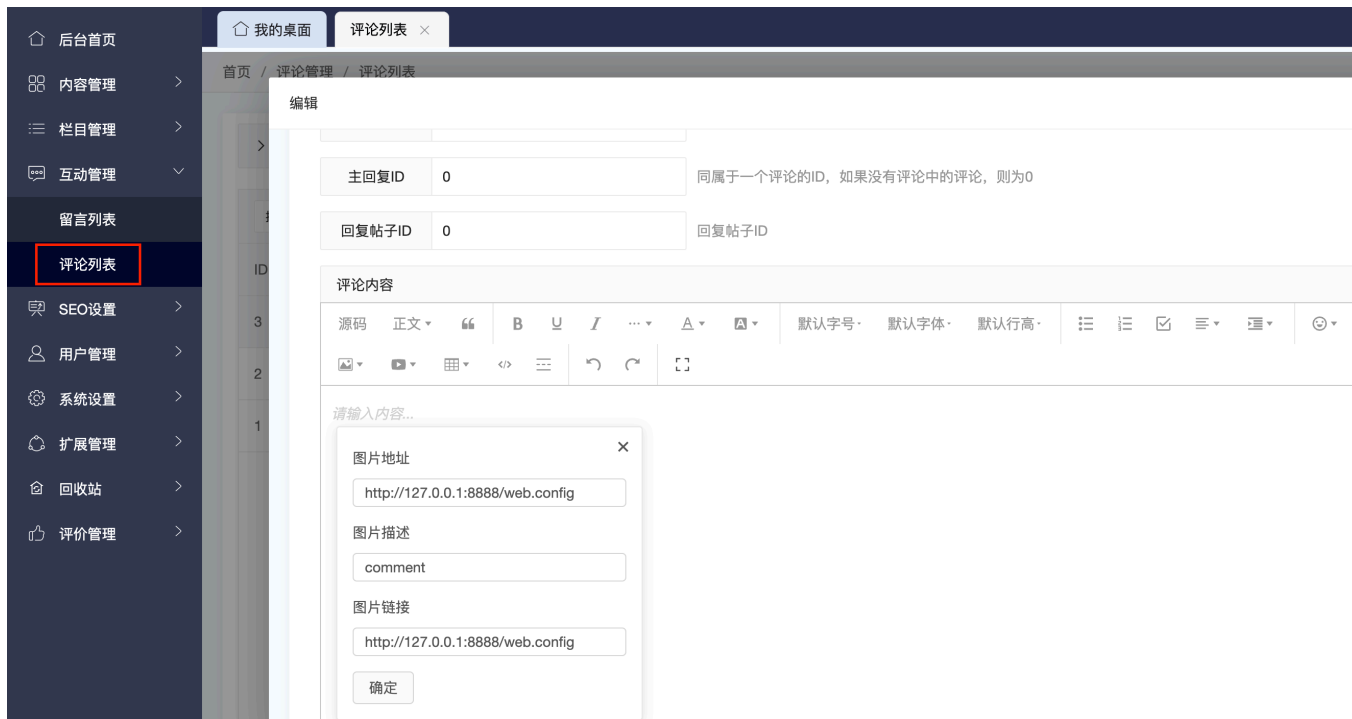 后台首页
内容管理
栏目管理
互动管理
留言列表
评论列表
SEO设置
用户管理
系统设置
扩展管理
回收站
评价管理
我的桌面 评论列表
首页 / 评论管理 / 评论列表
ID
3
2
1
编辑
主回复ID 0 同属于一个评论的ID，如果没有评论中的评论，则为0
回复帖子ID 0 回复帖子ID
评论内容
源码 正文 B U I ... A A 默认字号 默认字体 默认行高
请输入内容...
图片地址
http://127.0.0.1:8888/web.config
图片描述
comment
图片链接
http://127.0.0.1:8888/web.config
确定